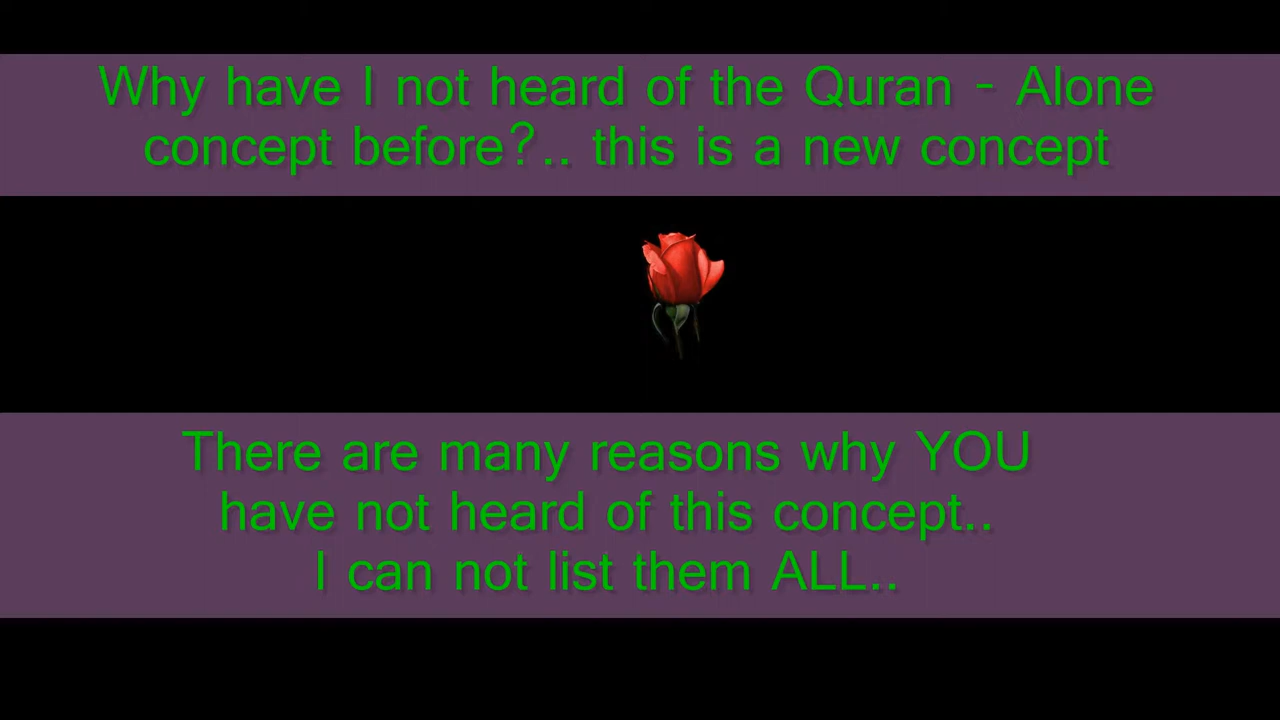 Why have I not heard of the Quran - Alone
concept before?.. this is a new concept
There are many reasons why YOU
have not heard of this concept..
I can not list them ALL..